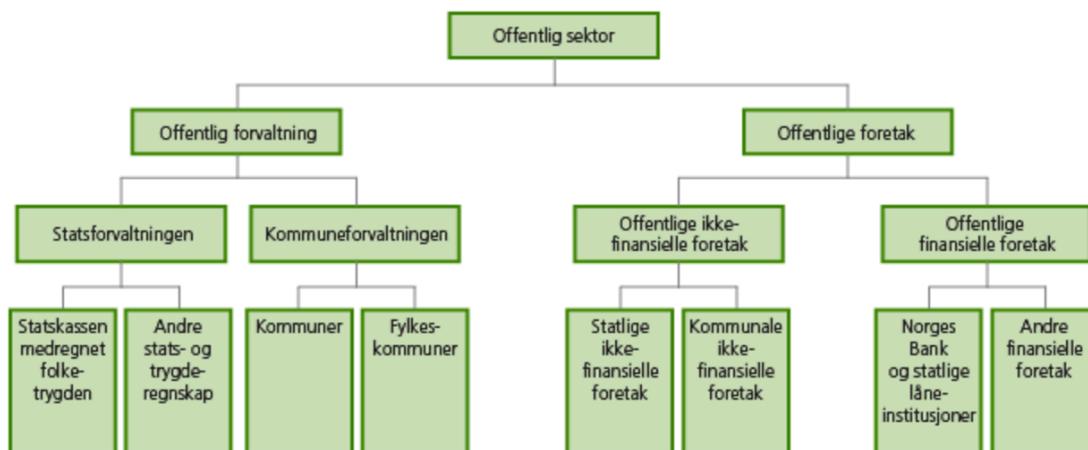 Offentlig sektor
Offentlig forvaltning
Offentlige foretak
Statsforvaltningen
Kommuneforvaltningen
Offentlige ikke-
finansielle foretak
Offentlige
finansielle foretak
Statskassen
medregnet
folke-
trygden
Andre
stats- og
trygde-
regnskap
Kommuner
Fylkes-
kommuner
Statlige
ikke-
finansielle
foretak
Kommunale
ikke-
finansielle
foretak
Norges
Bank
og statlige
låne-
institusjoner
Andre
finansielle
foretak